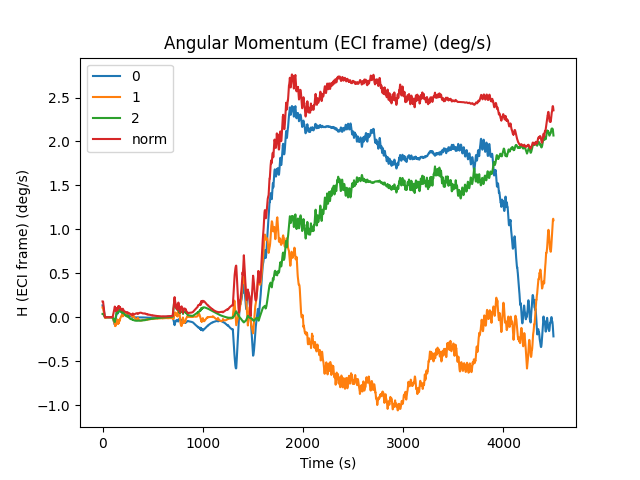 Angular Momentum (ECI frame) (deg/s)
0
1
2
norm
H (ECI frame) (deg/s)
2.5
2.0
1.5
1.0
0.5
0.0
−0.5
−1.0
0 1000 2000 3000 4000
Time (s)